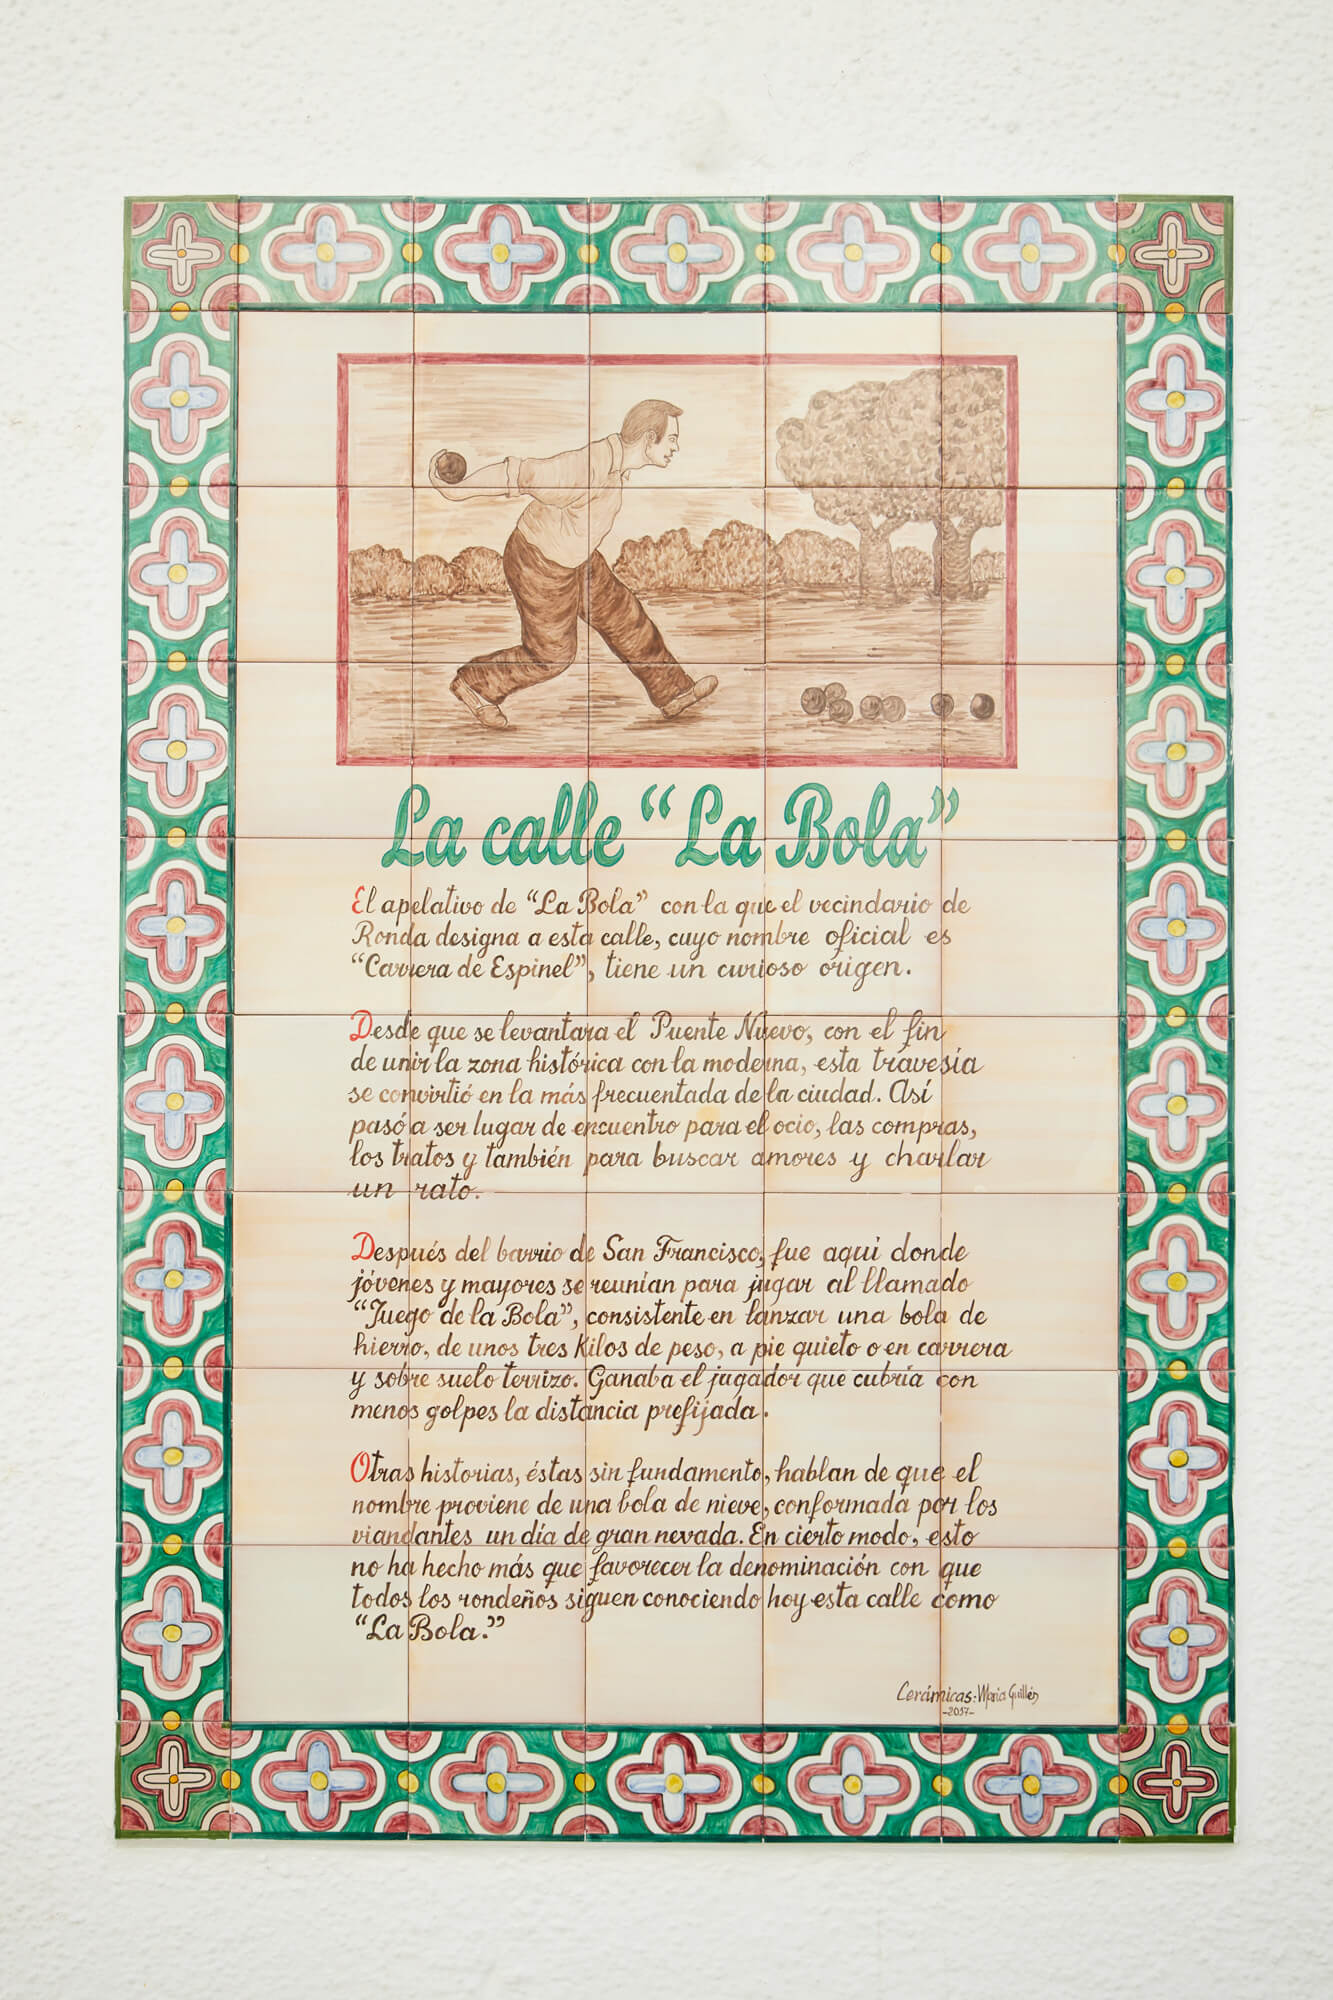 La calle “La Bola”
El apelativo de “La Bola” con la que el vecindario de
Ronda designa a esta calle, cuyo nombre oficial es
“Carrera de Espinel”, tiene un curioso origen.
Desde que se levantara el Puente Nuevo, con el fin
de unir la zona histórica con la moderna, esta travesía
se convirtió en la más frecuentada de la ciudad. Así
pasó a ser lugar de encuentro para el ocio, las compras,
los tratos y también para buscar amores y charlar
un rato.
Después del barrio de San Francisco, fue aquí donde
jóvenes y mayores se reunían para jugar al llamado
“Juego de la Bola”, consistente en lanzar una bola de
hierro, de unos tres kilos de peso, a pie quieto o en carrera
y sobre suelo terrizo. Ganaba el jugador que cubría con
menos golpes la distancia prefijada.
Otras historias, éstas sin fundamento, hablan de que el
nombre proviene de una bola de nieve, conformada por los
viandantes un día de gran nevada. En cierto modo, esto
no ha hecho más que favorecer la denominación con que
todos los rondeños siguen conociendo hoy esta calle como
“La Bola.”
Cerámicas: Maria Guillén
-2017-